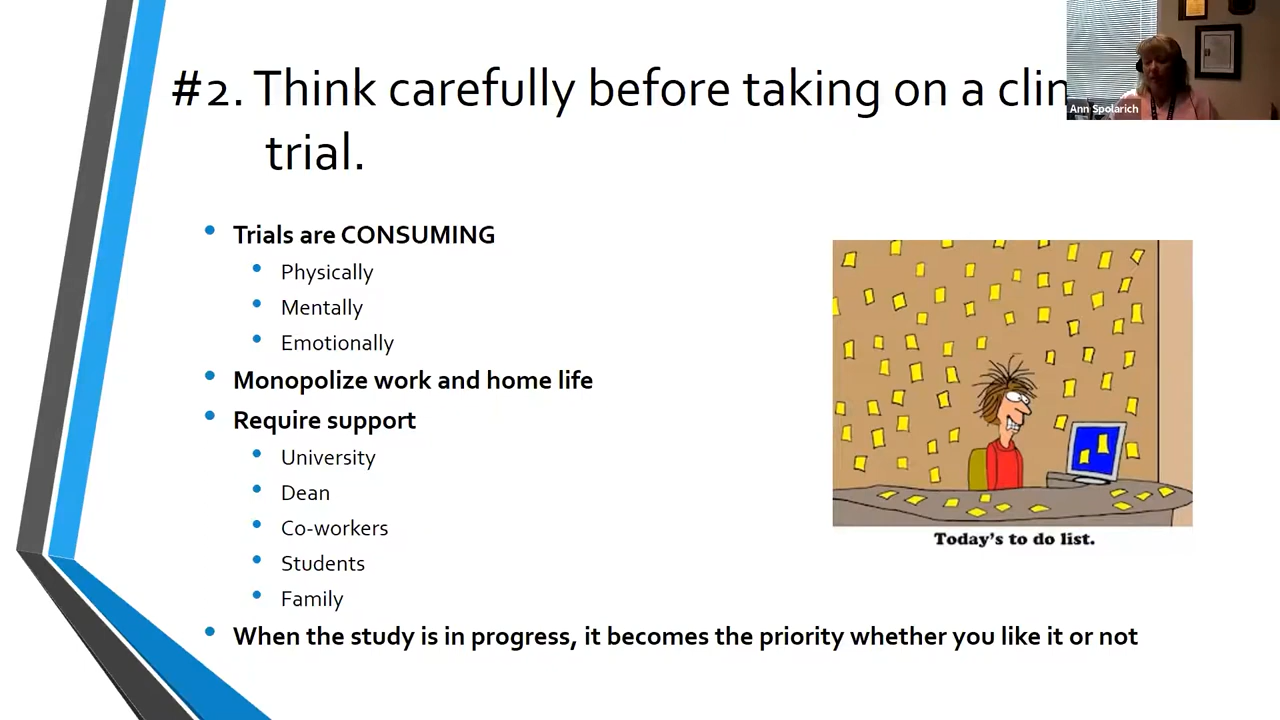 #2. Think carefully before taking on a clin
trial.
Ann Spolarich
Trials are CONSUMING
Physically
Mentally
Emotionally
Monopolize work and home life
Require support
University
Dean
Co-workers
Students
Family
When the study is in progress, it becomes the priority whether you like it or not
Today's to do list.